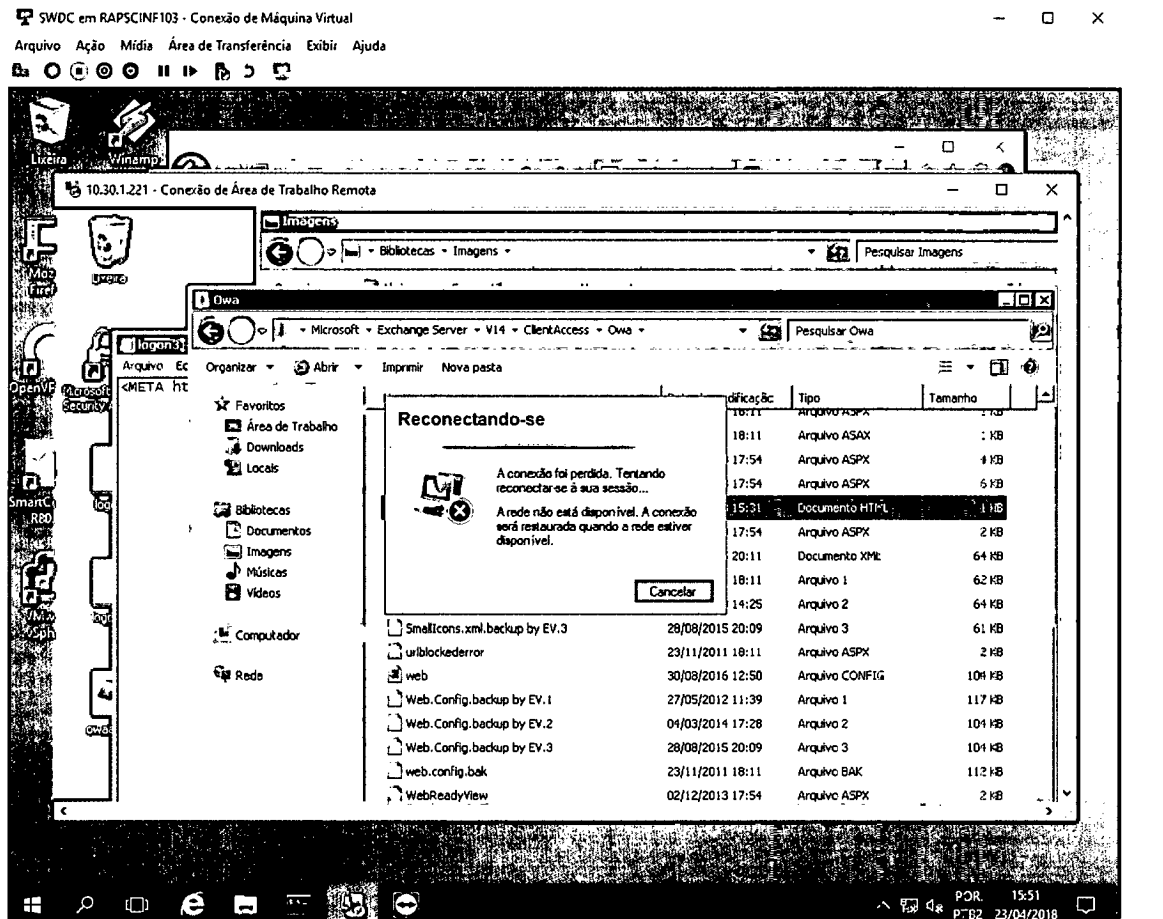 SWDC em RAPSCINF103 - Conexão de Máquina Virtual
Arquivo Ação Mídia Área de Transferência Exibir Ajuda
Lixeira
Winamp
10.30.1.221 - Conexão de Área de Trabalho Remota
Imagens
Bibliotecas Imagens
Pesquisar Imagens
Moz
Firef
Lixeira
Owa
Microsoft Exchange Server V14 ClientAccess Owa
Pesquisar Owa
logon3
Arquivo
Organizar Abrir Imprimir Nova pasta
<META ht
Favoritos
Área de Trabalho
Downloads
Locais
Bibliotecas
Documentos
Imagens
Músicas
Vídeos
Computador
Rede
Tipo
Tamanho
Reconectando-se
A conexão foi perdida. Tentando
reconectar-se à sua sessão...
A rede não está disponível. A conexão
será restaurada quando a rede estiver
disponível.
Cancelar
18:11 Arquivo ASPX
18:11 Arquivo ASAX
17:54 Arquivo ASPX 4 KB
17:54 Arquivo ASPX 6 KB
15:31 Documento HTML 1 KB
17:54 Arquivo ASPX 2 KB
20:11 Documento XML 64 KB
18:11 Arquivo 1 62 KB
14:25 Arquivo 2 64 KB
SmallIcons.xml.backup by EV.3 28/08/2015 20:09 Arquivo 3 61 KB
urlblockederror 23/11/2011 18:11 Arquivo ASPX 2 KB
web 30/08/2016 12:50 Arquivo CONFIG 104 KB
Web.Config.backup by EV.1 27/05/2012 11:39 Arquivo 1 117 KB
Web.Config.backup by EV.2 04/03/2014 17:28 Arquivo 2 104 KB
Web.Config.backup by EV.3 28/08/2015 20:09 Arquivo 3 104 KB
web.config.bak 23/11/2011 18:11 Arquivo BAK 112 KB
WebReadyView 02/12/2013 17:54 Arquivo ASPX 2 KB
POR 15:51
PTB2 23/04/2018